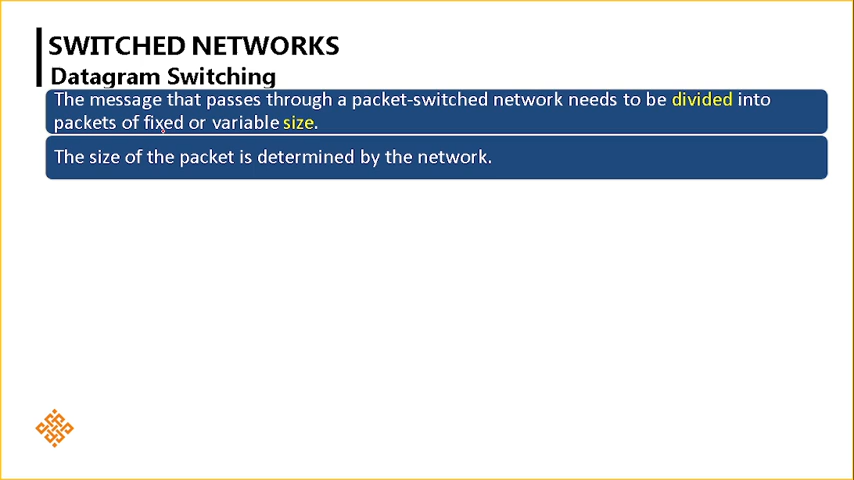 SWITCHED NETWORKS
Datagram Switching
The message that passes through a packet-switched network needs to be divided into
packets of fixed or variable size.
The size of the packet is determined by the network.